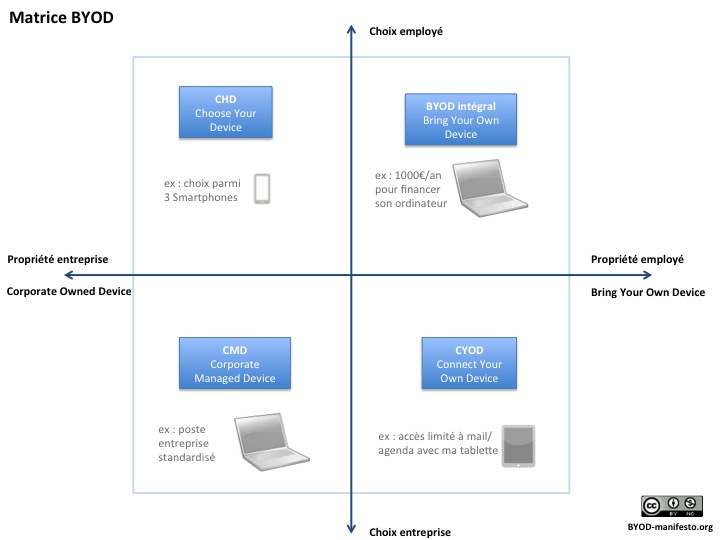 Matrice BYOD
Choix employé
CHD
Choose Your
Device
BYOD intégral
Bring Your Own
Device
ex : choix parmi
3 Smartphones
ex : 1000€/an
pour financer
son ordinateur
Propriété entreprise
Propriété employé
Corporate Owned Device
Bring Your Own Device
CMD
Corporate
Managed Device
CYOD
Connect Your
Own Device
ex : poste
entreprise
standardisé
ex : accès limité à mail/
agenda avec ma tablette
cc
BY NC
BYOD-manifesto.org
Choix entreprise